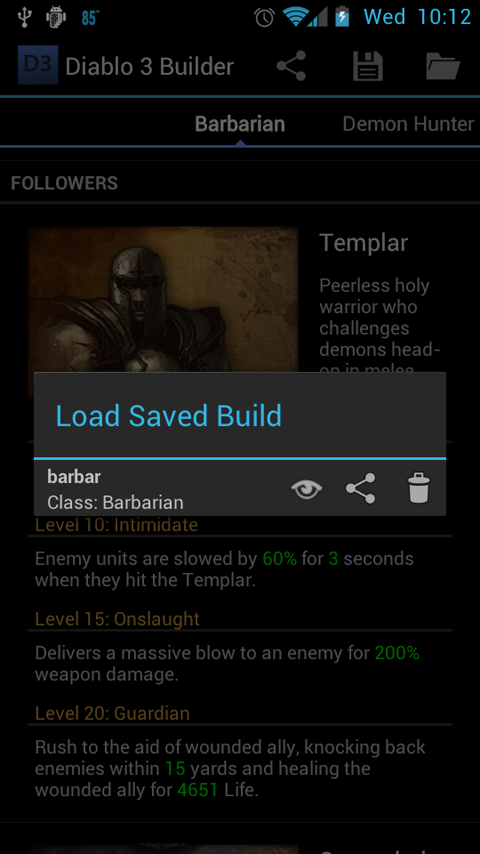 85° Wed 10:12
D3 Diablo 3 Builder
Barbarian Demon Hunter
FOLLOWERS
Templar
Peerless holy
warrior who
challenges
demons head-
on in melee
Load Saved Build
barbar
Class: Barbarian
Level 10: Intimidate
Enemy units are slowed by 60% for 3 seconds
when they hit the Templar.
Level 15: Onslaught
Delivers a massive blow to an enemy for 200%
weapon damage.
Level 20: Guardian
Rush to the aid of wounded ally, knocking back
enemies within 15 yards and healing the
wounded ally for 4651 Life.